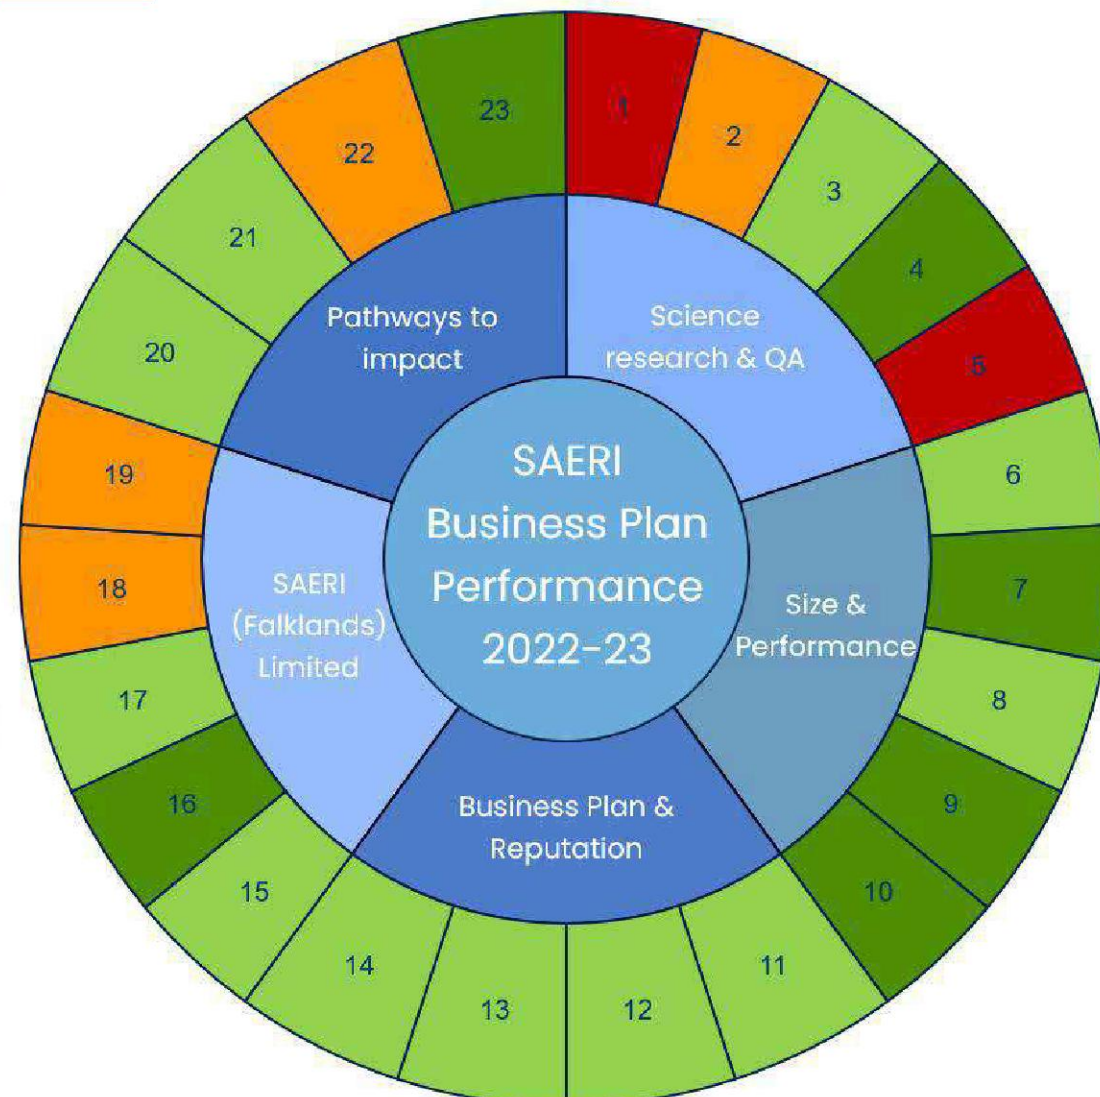 SAERI
Business Plan
Performance
2022-23
Science
research & QA
Size &
Performance
Business Plan &
Reputation
SAERI
(Falklands)
Limited
Pathways to
impact
1
2
3
4
5
6
7
8
9
10
11
12
13
14
15
16
17
18
19
20
21
22
23